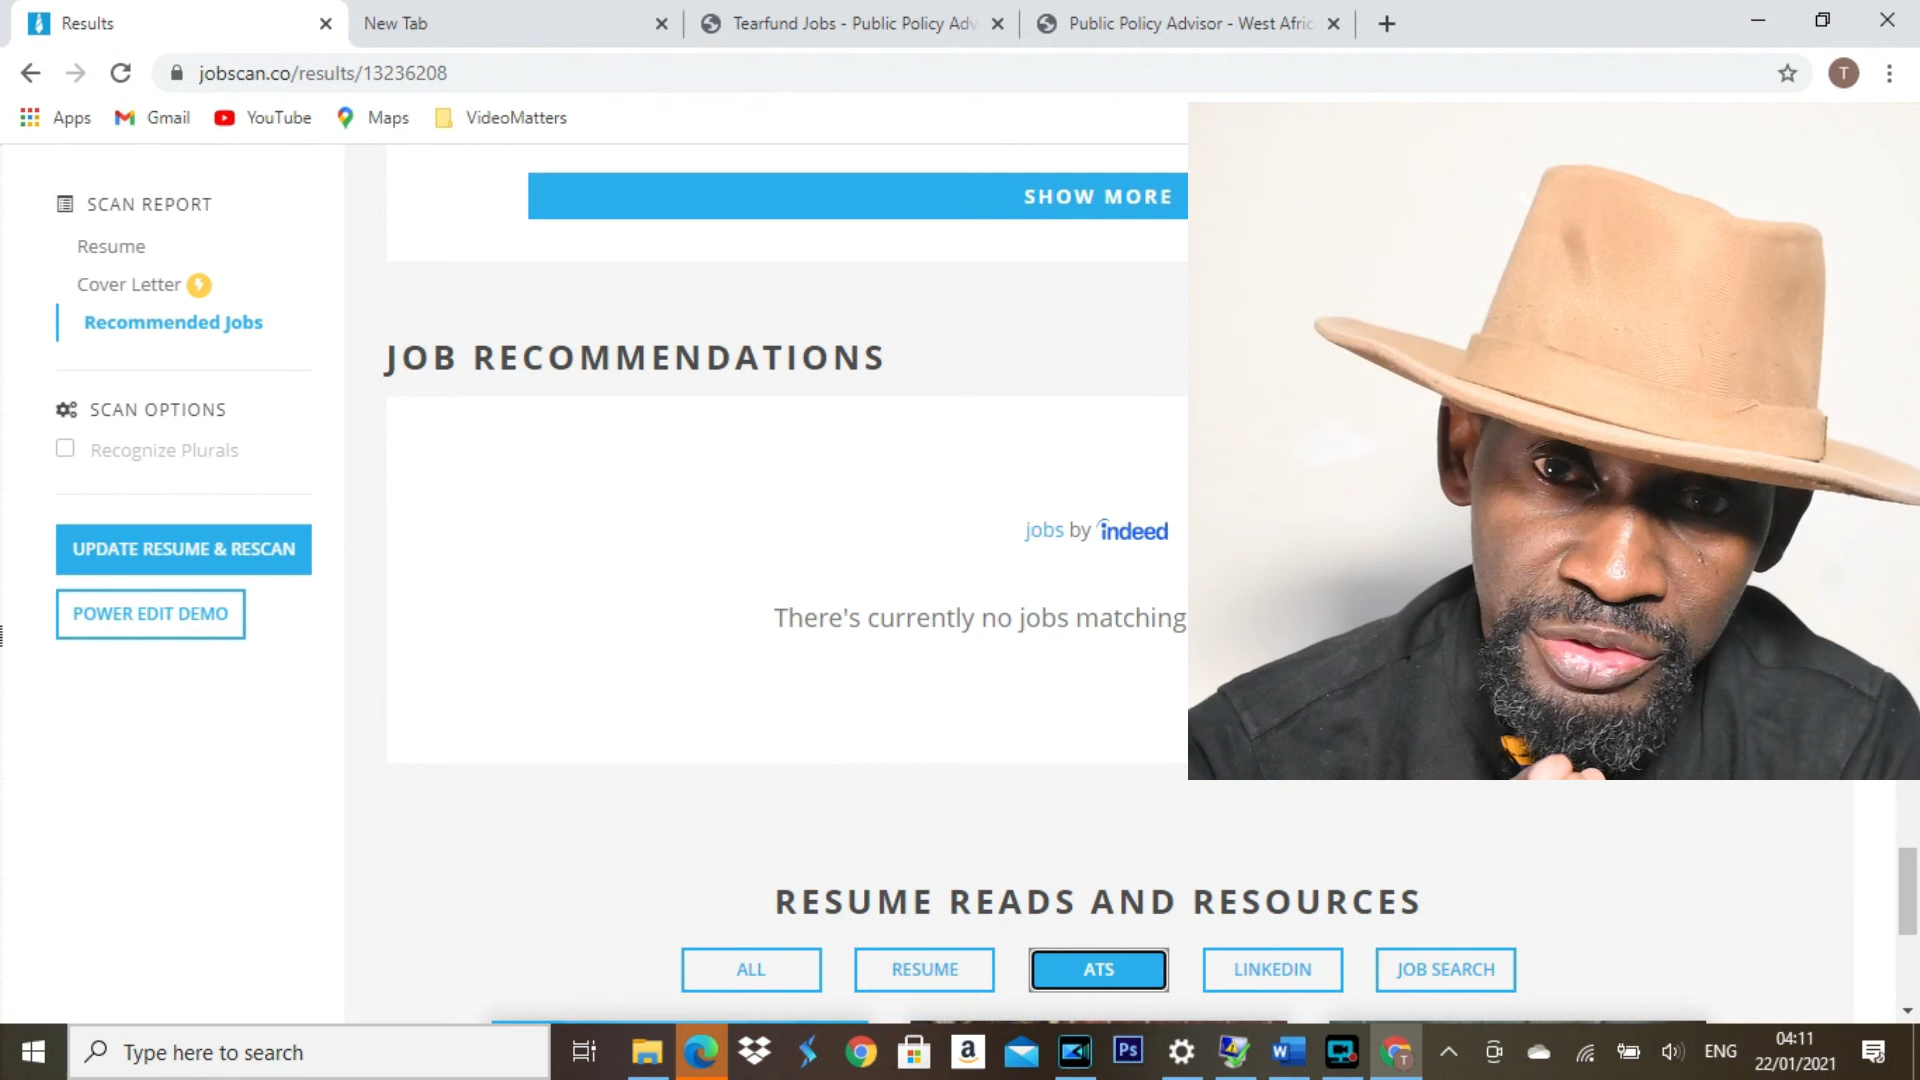 Results
New Tab
Tearfund Jobs - Public Policy Adv
Public Policy Advisor - West Afric
jobscan.co/results/13236208
T
Apps
Gmail
YouTube
Maps
VideoMatters
SCAN REPORT
Resume
Cover Letter
Recommended Jobs
SCAN OPTIONS
Recognize Plurals
UPDATE RESUME & RESCAN
POWER EDIT DEMO
SHOW MORE
JOB RECOMMENDATIONS
jobs by indeed
There's currently no jobs matching
RESUME READS AND RESOURCES
ALL
RESUME
ATS
LINKEDIN
JOB SEARCH
Type here to search
a
Ps
W
T
ENG
04:11
22/01/2021